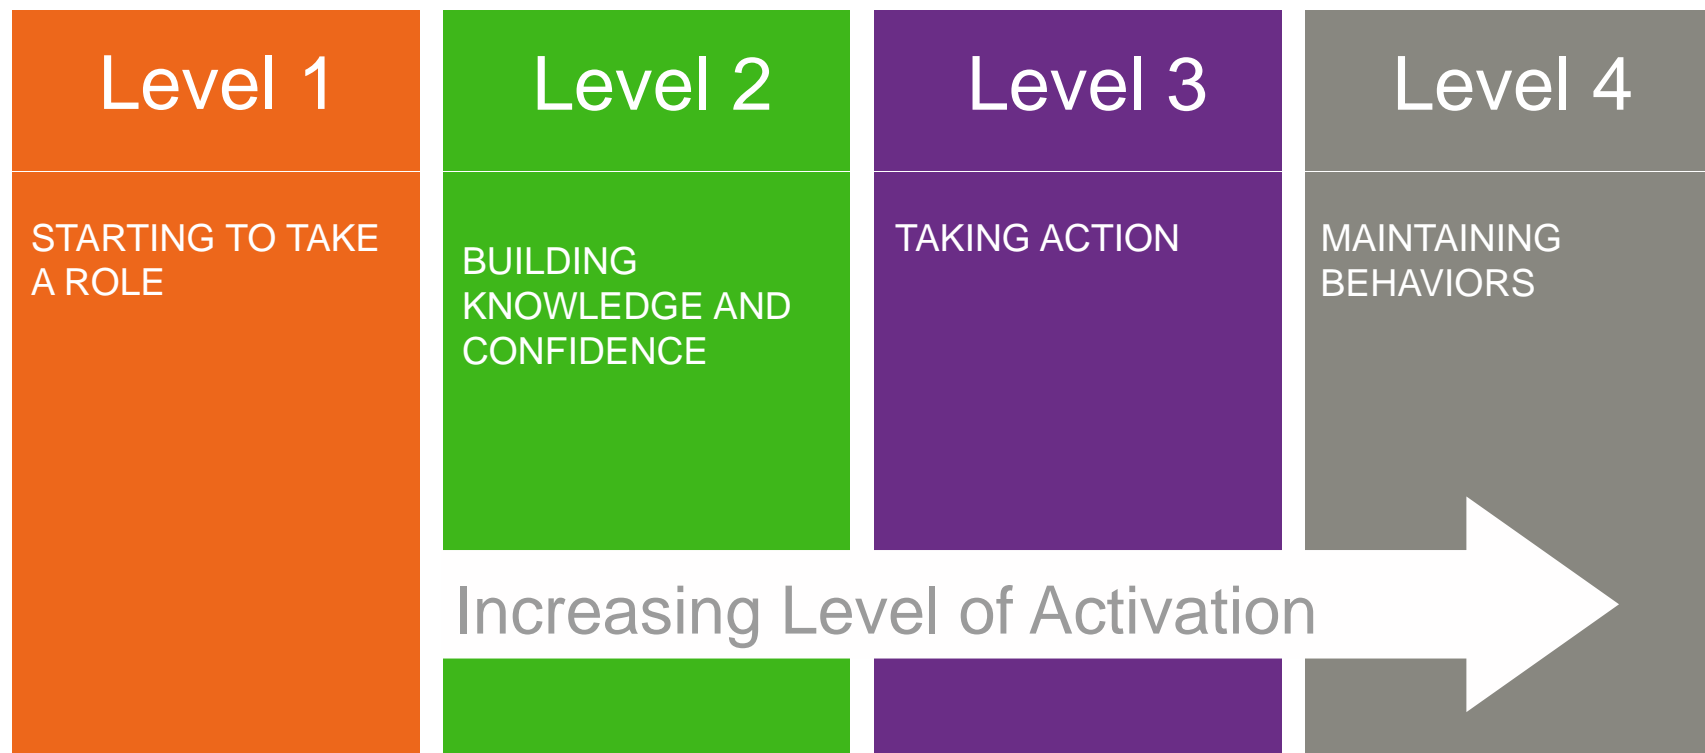 Level 1
STARTING TO TAKE
A ROLE
Level 2
BUILDING
KNOWLEDGE AND
CONFIDENCE
Level 3
TAKING ACTION
Level 4
MAINTAINING
BEHAVIORS
Increasing Level of Activation